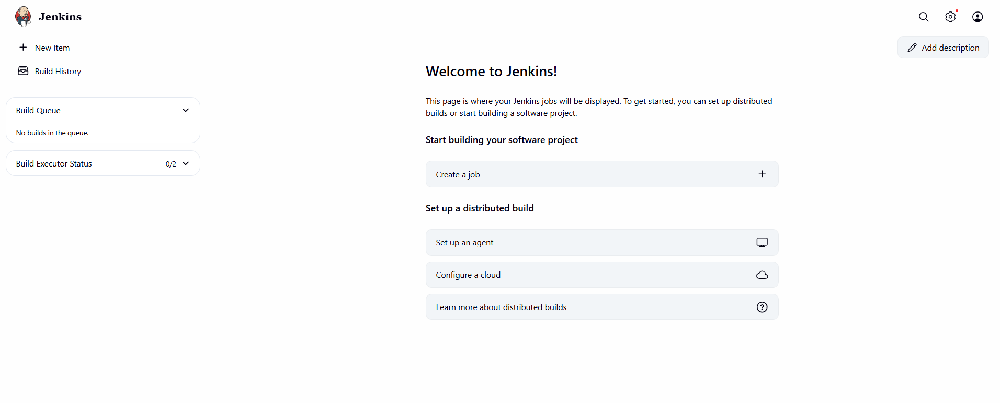 Jenkins
New Item
Add description
Build History
Build Queue
No builds in the queue.
Build Executor Status 0/2
Welcome to Jenkins!
This page is where your Jenkins jobs will be displayed. To get started, you can set up distributed
builds or start building a software project.
Start building your software project
Create a job
Set up a distributed build
Set up an agent
Configure a cloud
Learn more about distributed builds